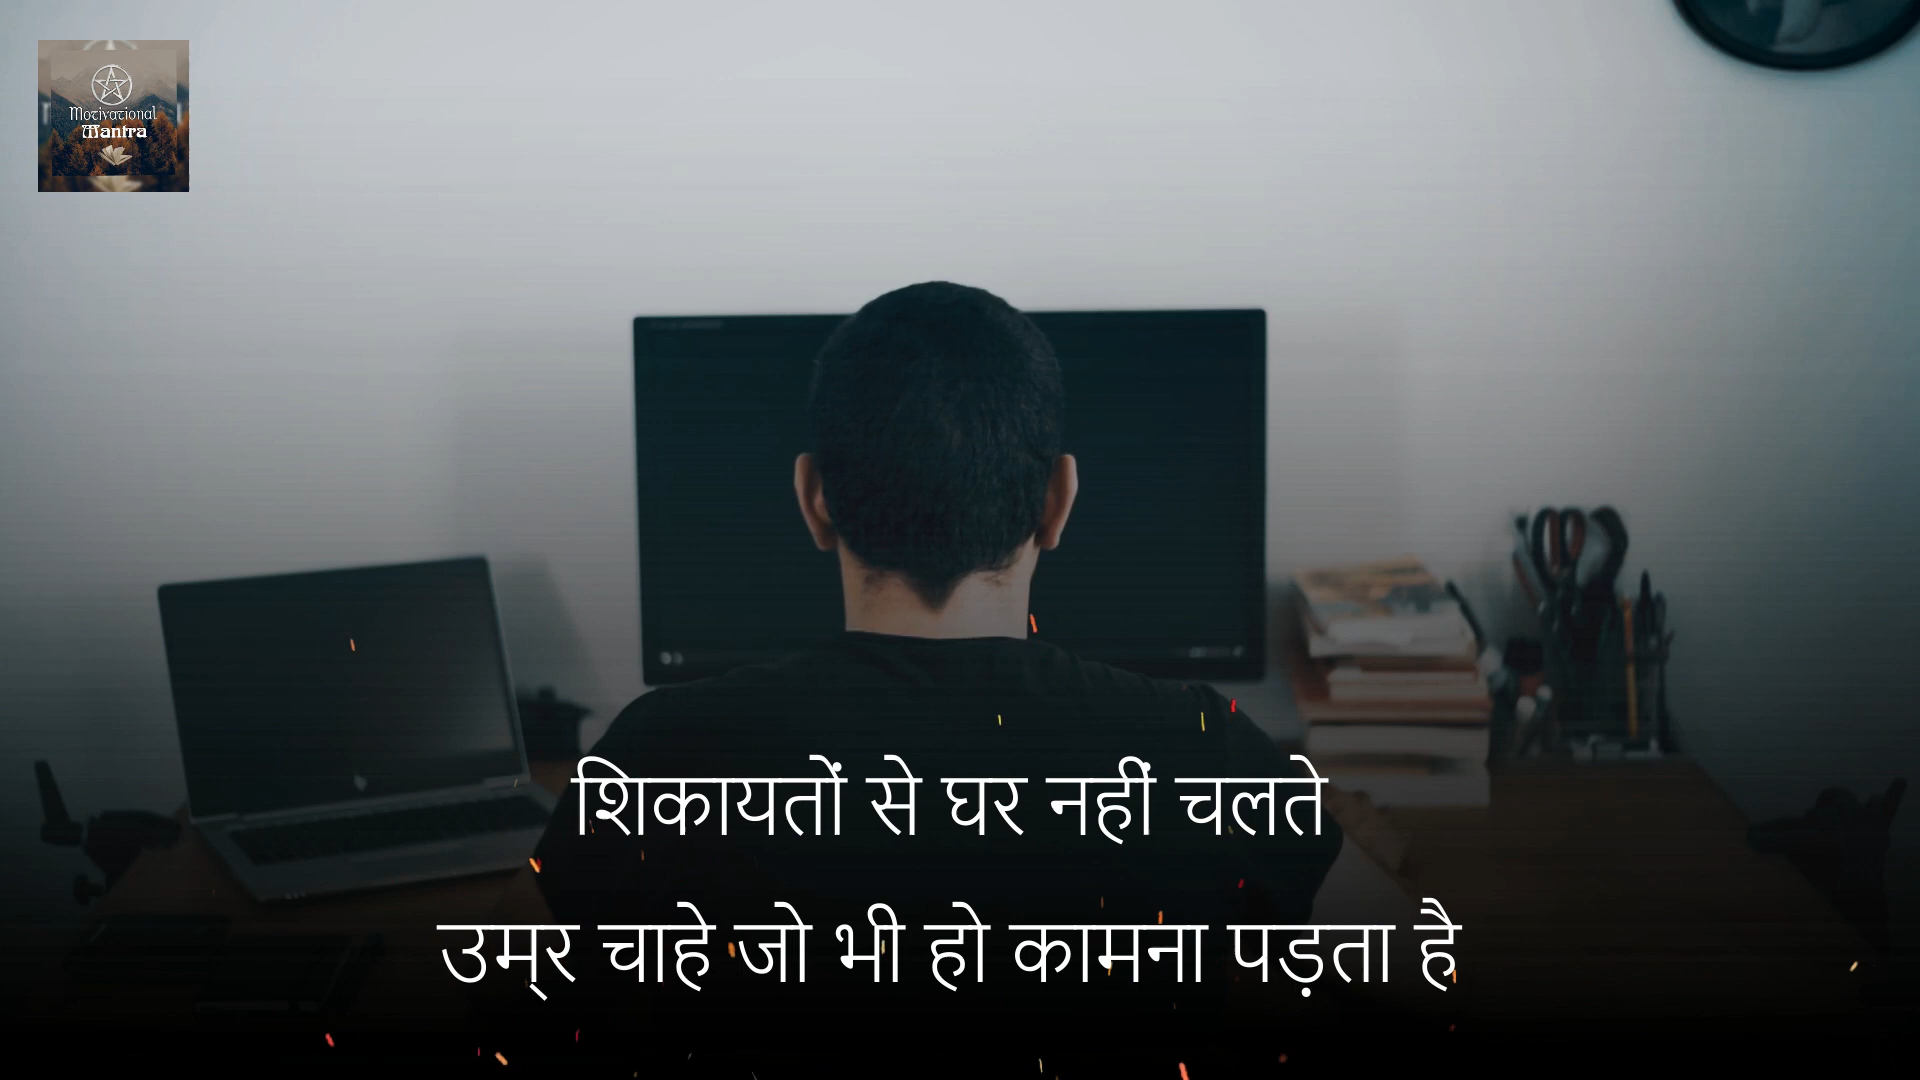 Motivational
Mantra
शिकायतों से घर नहीं चलते
उम्र चाहे जो भी हो कामना पड़ता है